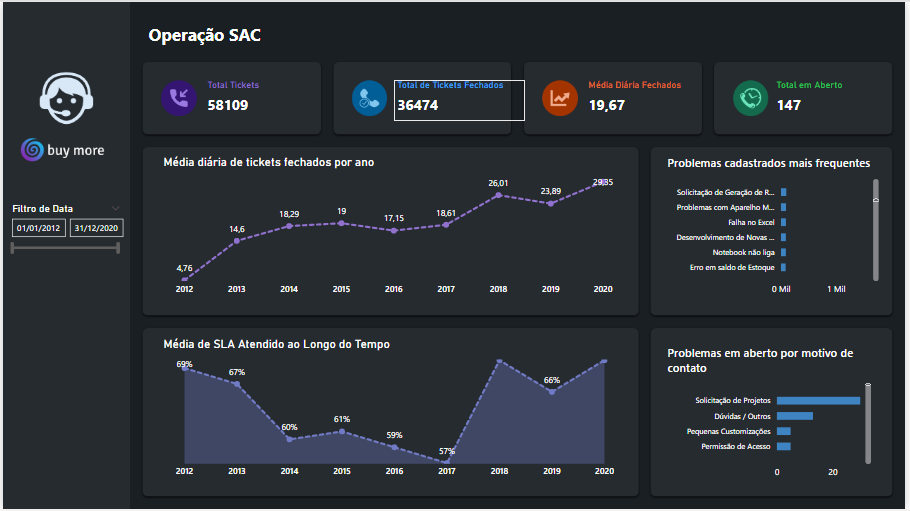 Operação SAC
Total Tickets
58109
Total de Tickets Fechados
36474
Média Diária Fechados
19,67
Total em Aberto
147
buy more
Filtro de Data
01/01/2012
31/12/2020
Média diária de tickets fechados por ano
4,76
14,6
18,29
19
17,15
18,61
26,01
23,89
2012
2013
2014
2015
2016
2017
2018
2019
2020
Problemas cadastrados mais frequentes
Solicitação de Geração de R...
Problemas com Aparelho M...
Falha no Excel
Desenvolvimento de Novas ...
Notebook não liga
Erro em saldo de Estoque
0 Mil
1 Mil
Média de SLA Atendido ao Longo do Tempo
69%
67%
60%
61%
59%
57%
66%
2012
2013
2014
2015
2016
2017
2018
2019
2020
Problemas em aberto por motivo de
contato
Solicitação de Projetos
Dúvidas / Outros
Pequenas Customizações
Permissão de Acesso
0
20